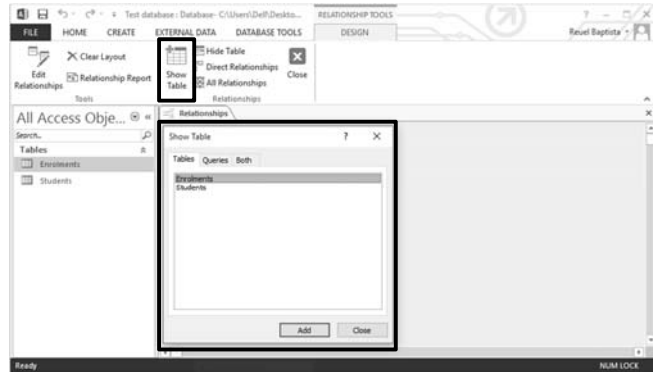 Test database : Database- C:\Users\Dell\Deskto...
RELATIONSHIP TOOLS
FILE HOME CREATE EXTERNAL DATA DATABASE TOOLS DESIGN Reuel Baptista
Edit Relationships
Clear Layout
Relationship Report
Tools
Show Table
Hide Table
Direct Relationships
All Relationships
Close
Relationships
All Access Obje...
Search..
Tables
Enrolments
Students
Relationships
Show Table ? ×
Tables Queries Both
Enrolments
Students
Add Close
Ready NUM LOCK